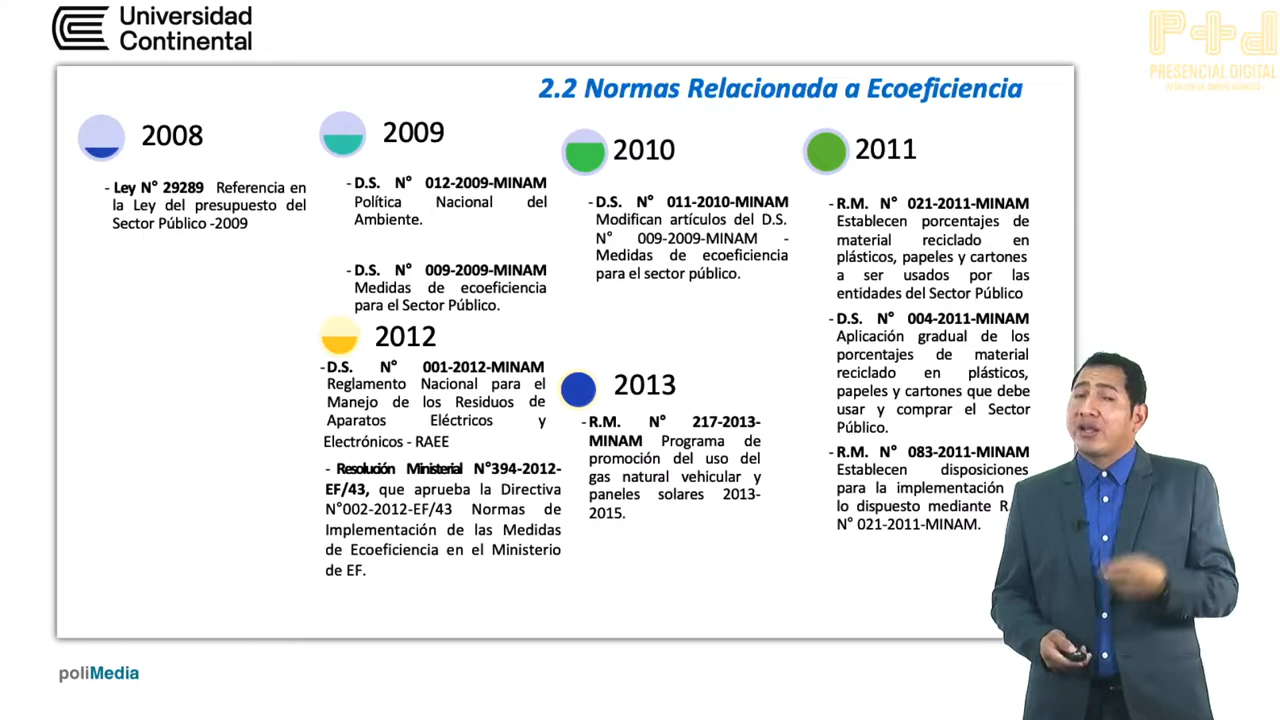 Universidad
Continental
P+d
PRESENCIAL DIGITAL
2.2 Normas Relacionada a Ecoeficiencia
2008
- Ley N° 29289 Referencia en
la Ley del presupuesto del
Sector Público -2009
2009
- D.S. N° 012-2009-MINAM
Política Nacional del
Ambiente.
- D.S. N° 009-2009-MINAM
Medidas de ecoeficiencia
para el Sector Público.
2010
- D.S. N° 011-2010-MINAM
Modifican artículos del D.S.
N° 009-2009-MINAM -
Medidas de ecoeficiencia
para el sector público.
2011
- R.M. N° 021-2011-MINAM
Establecen porcentajes de
material reciclado en
plásticos, papeles y cartones
a ser usados por las
entidades del Sector Público
- D.S. N° 004-2011-MINAM
Aplicación gradual de los
porcentajes de material
reciclado en plásticos,
papeles y cartones que debe
usar y comprar el Sector
Público.
- R.M. N° 083-2011-MINAM
Establecen disposiciones
para la implementación
lo dispuesto mediante R.
N° 021-2011-MINAM.
2012
- D.S. N° 001-2012-MINAM
Reglamento Nacional para el
Manejo de los Residuos de
Aparatos Eléctricos y
Electrónicos - RAEE
- Resolución Ministerial N°394-2012-
EF/43, que aprueba la Directiva
N°002-2012-EF/43 Normas de
Implementación de las Medidas
de Ecoeficiencia en el Ministerio
de EF.
2013
- R.M. N° 217-2013-
MINAM Programa de
promoción del uso del
gas natural vehicular y
paneles solares 2013-
2015.
poliMedia